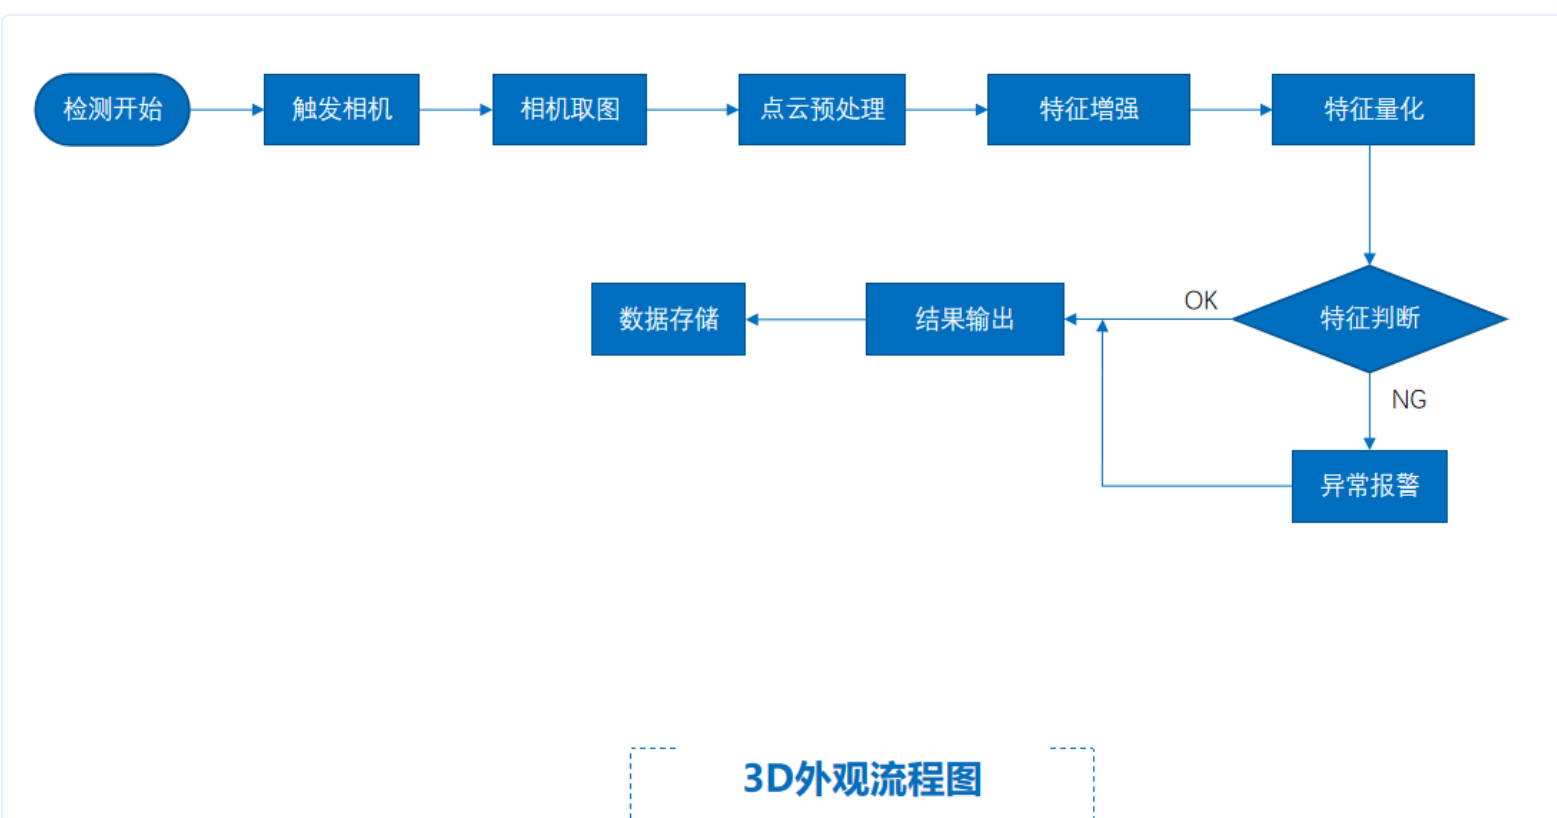 检测开始
触发相机
相机取图
点云预处理
特征增强
特征量化
数据存储
结果输出
OK
特征判断
NG
异常报警
3D外观流程图